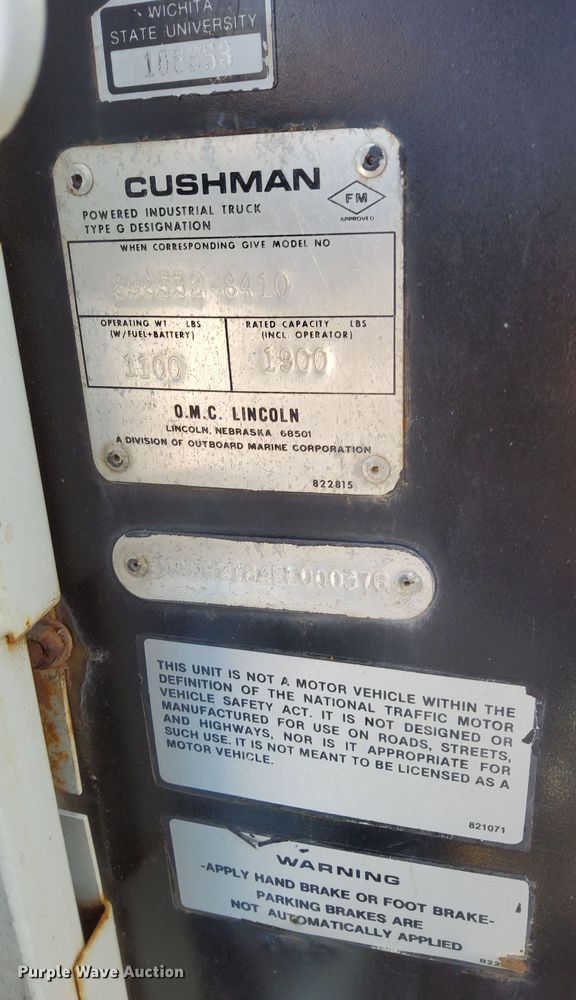 WICHITA
STATE UNIVERSITY
CUSHMAN
FM
APPROVED
POWERED INDUSTRIAL TRUCK
TYPE G DESIGNATION
WHEN CORRESPONDING GIVE MODEL NO
OPERATING WT - LBS
(W/FUEL+BATTERY)
1100
RATED CAPACITY - LBS
(INCL. OPERATOR)
1900
O.M.C. LINCOLN
LINCOLN, NEBRASKA 68501
A DIVISION OF OUTBOARD MARINE CORPORATION
822815
THIS UNIT IS NOT A MOTOR VEHICLE WITHIN THE
DEFINITION OF THE NATIONAL TRAFFIC MOTOR
VEHICLE SAFETY ACT. IT IS NOT DESIGNED OR
MANUFACTURED FOR USE ON ROADS, STREETS,
AND HIGHWAYS, NOR IS IT APPROPRIATE FOR
SUCH USE. IT IS NOT MEANT TO BE LICENSED AS A
MOTOR VEHICLE.
821071
WARNING
-APPLY HAND BRAKE OR FOOT BRAKE-
PARKING BRAKES ARE
NOT AUTOMATICALLY APPLIED
Purple Wave Auction